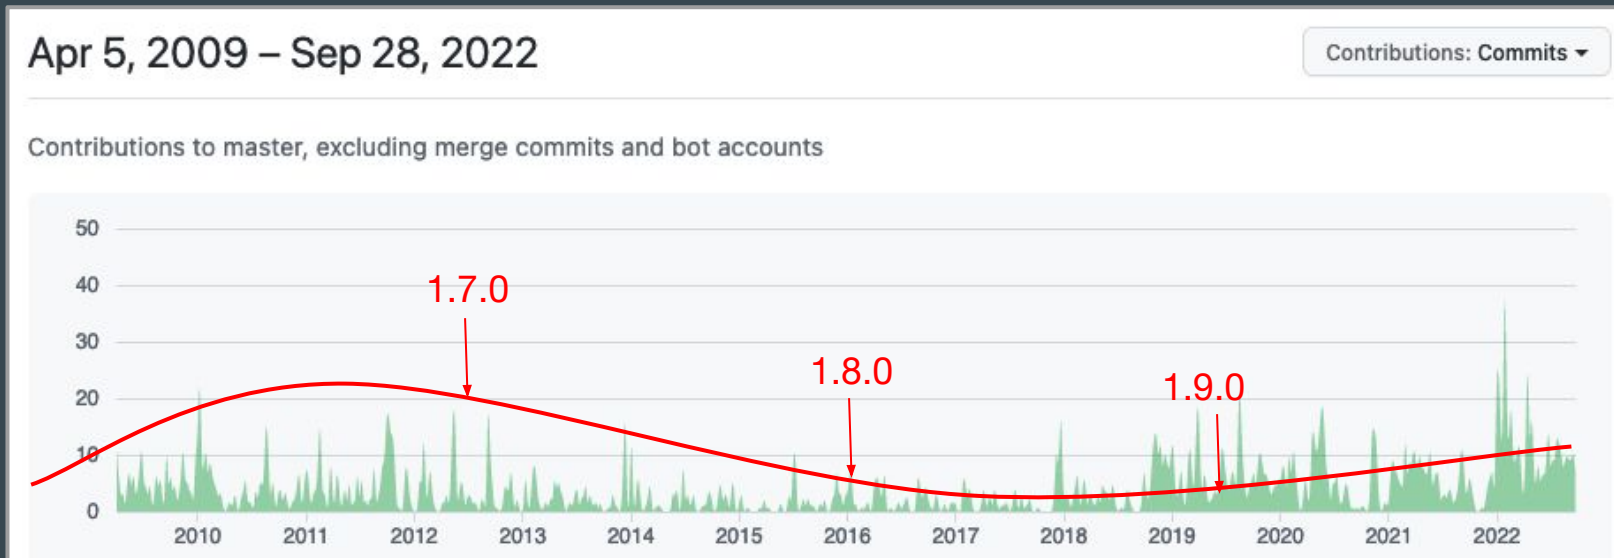 Apr 5, 2009 – Sep 28, 2022
Contributions: Commits
Contributions to master, excluding merge commits and bot accounts
50
40
1.7.0
30
1.8.0
1.9.0
20
10
0
2010 2011 2012 2013 2014 2015 2016 2017 2018 2019 2020 2021 2022